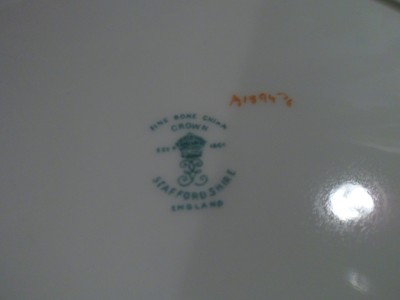 FINE BONE CHINA
CROWN
EST D 1801
STAFFORDSHIRE
ENGLAND